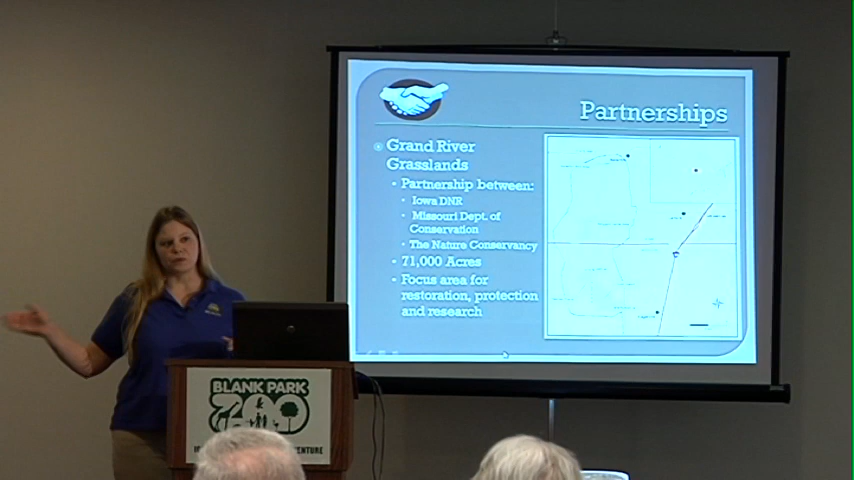 Partnerships
Grand River
Grasslands
Partnership between:
Iowa DNR
Missouri Dept. of
Conservation
The Nature Conservancy
71,000 Acres
Focus area for
restoration, protection
and research
BLANK PARK
ZOO